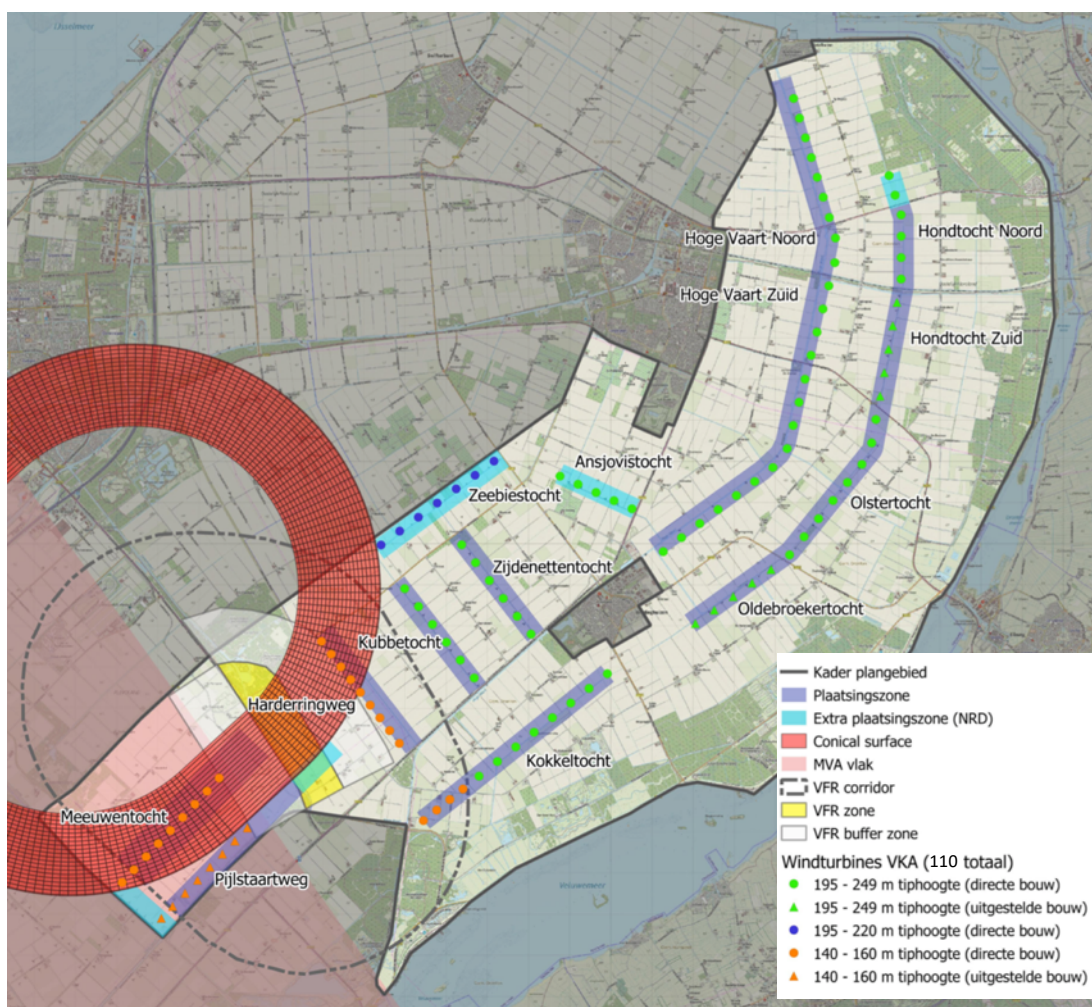 IJsselmeer
Hoge Vaart Noord
Hondtocht Noord
Hoge Vaart Zuid
Hondtocht Zuid
Ansjovistocht
Zeebiestocht
Olstertocht
Zijdenettentocht
Oldebroekertocht
Kubbetocht
Harderringweg
Kokkeltocht
Meeuwentocht
Pijlstaartweg
Veluwemeer
Kader plangebied
Plaatsingszone
Extra plaatsingszone (NRD)
Conical surface
MVA vlak
VFR corridor
VFR zone
VFR buffer zone
Windturbines VKA (110 totaal)
195 - 249 m tiphoogte (directe bouw)
195 - 249 m tiphoogte (uitgestelde bouw)
195 - 220 m tiphoogte (directe bouw)
140 - 160 m tiphoogte (directe bouw)
140 - 160 m tiphoogte (uitgestelde bouw)